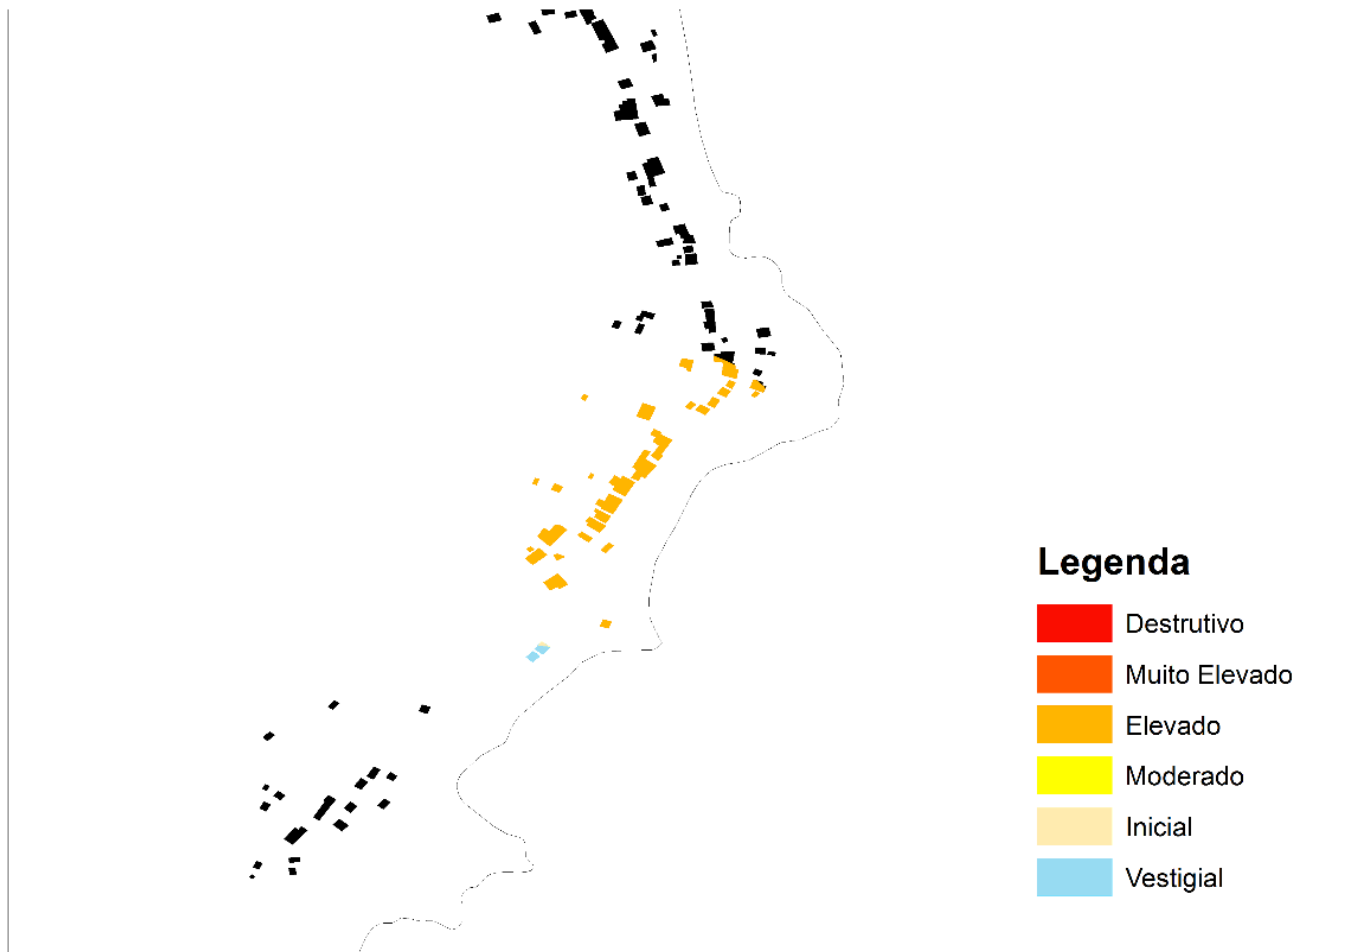 Legenda
Destrutivo
Muito Elevado
Elevado
Moderado
Inicial
Vestigial